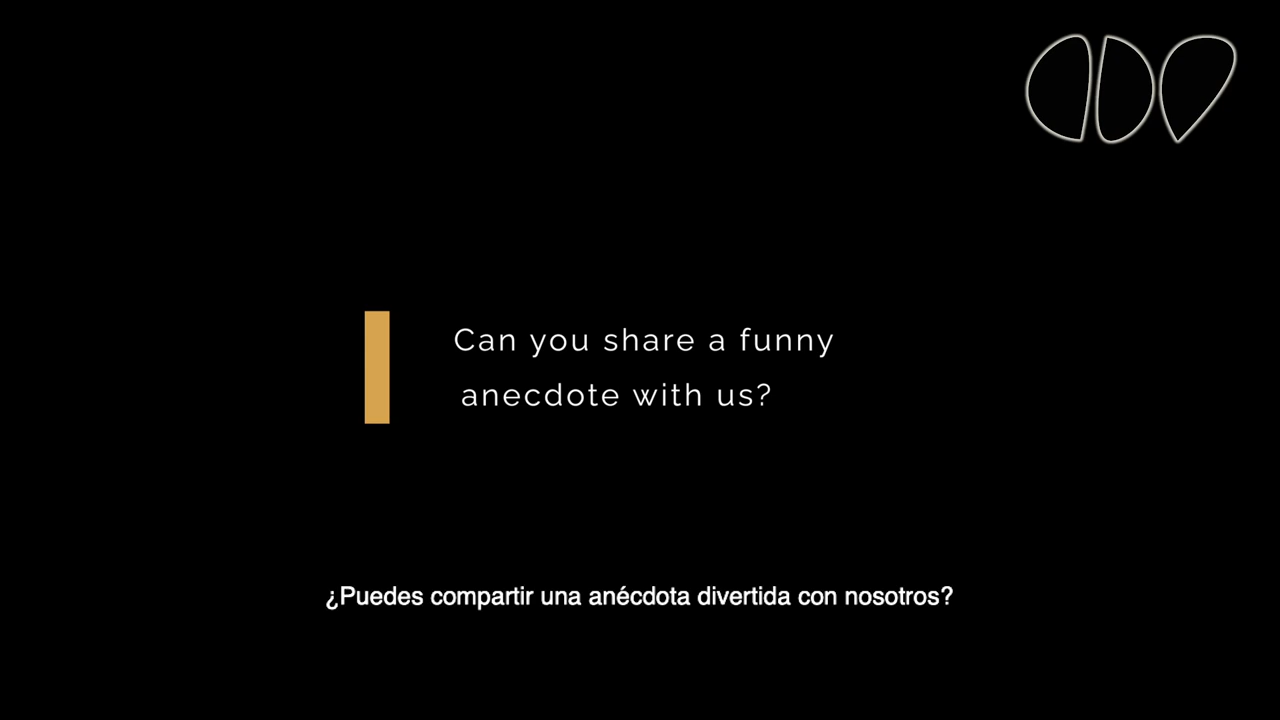 Can you share a funny
anecdote with us?
¿Puedes compartir una anécdota divertida con nosotros?